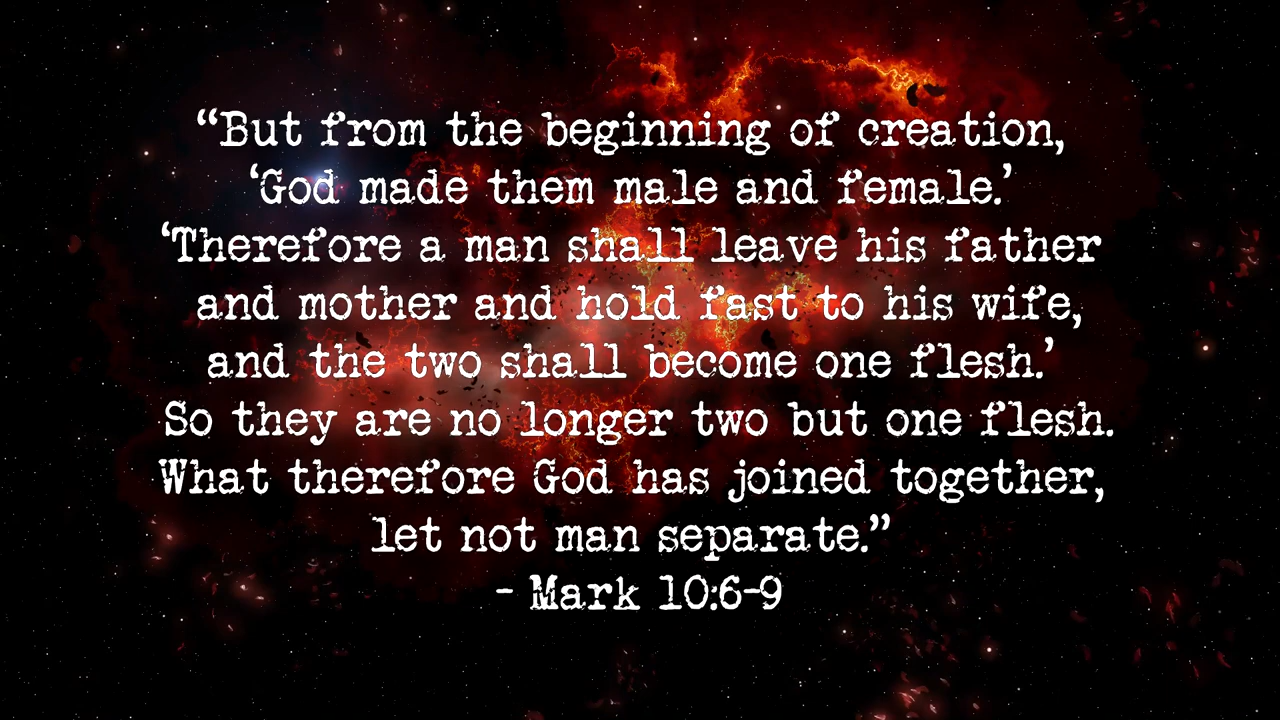 “But from the beginning of creation,
‘God made them male and female.’
‘Therefore a man shall leave his father
and mother and hold fast to his wife,
and the two shall become one flesh.’
So they are no longer two but one flesh.
What therefore God has joined together,
let not man separate.”
- Mark 10:6-9